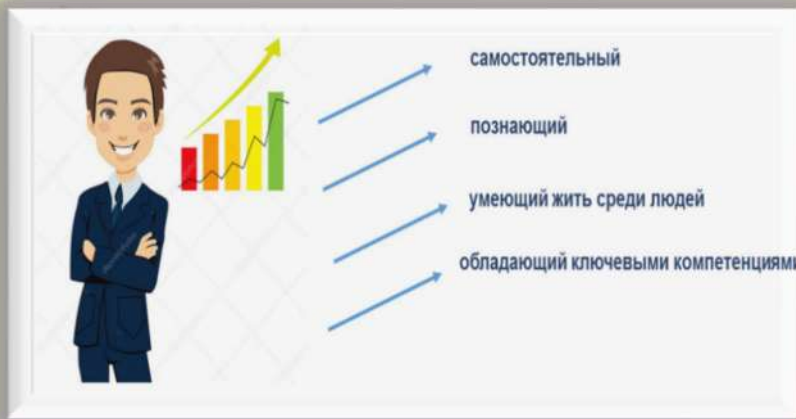 самостоятельный
познающий
умеющий жить среди людей
обладающий ключевыми компетенциями